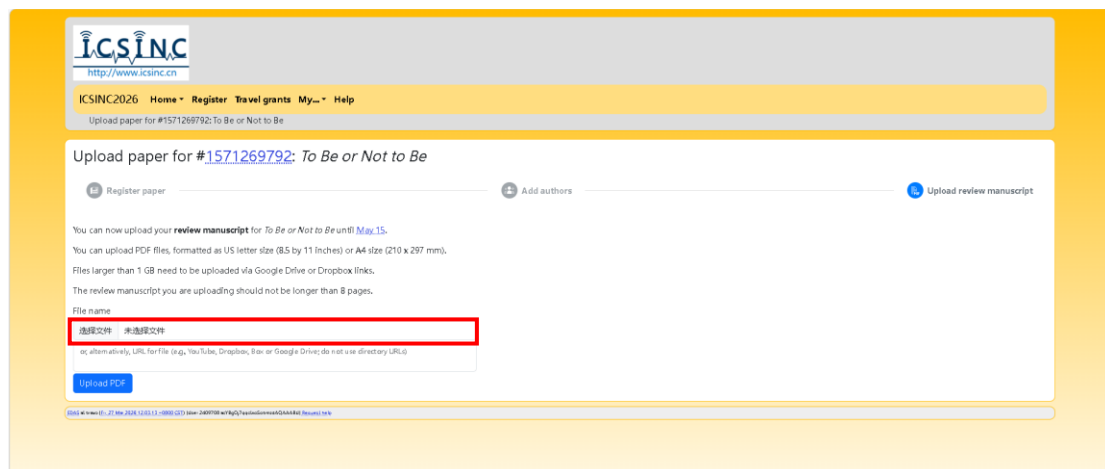 ICSINC
http://www.icsinc.cn
ICSINC2026 Home Register Travel grants My... Help
Upload paper for #1571269792: To Be or Not to Be
Upload paper for #1571269792: To Be or Not to Be
Register paper Add authors Upload review manuscript
You can now upload your review manuscript for To Be or Not to Be until May 15.
You can upload PDF files, formatted as US letter size (8.5 by 11 inches) or A4 size (210 x 297 mm).
Files larger than 1 GB need to be uploaded via Google Drive or Dropbox links.
The review manuscript you are uploading should not be longer than 8 pages.
File name
选择文件 未选择文件
or, alternatively, URL for file (e.g., YouTube, Dropbox, Box or Google Drive; do not use directory URLs)
Upload PDF
Request help